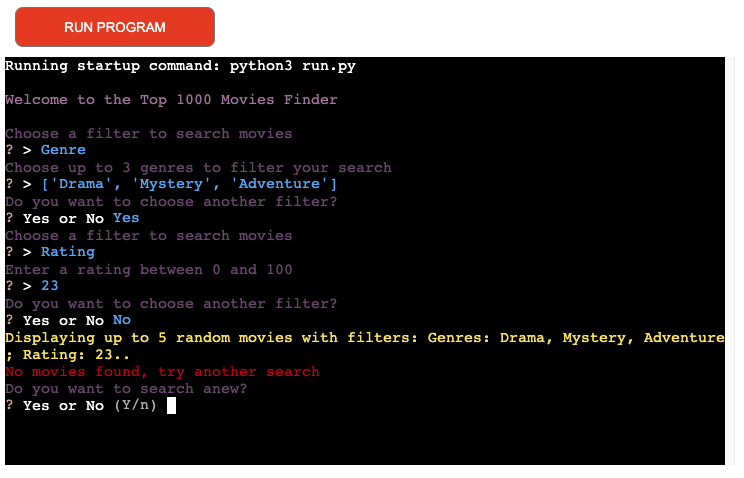 RUN PROGRAM
Running startup command: python3 run.py
Welcome to the Top 1000 Movies Finder
Choose a filter to search movies
? > Genre
Choose up to 3 genres to filter your search
? > ['Drama', 'Mystery', 'Adventure']
Do you want to choose another filter?
? Yes or No Yes
Choose a filter to search movies
? > Rating
Enter a rating between 0 and 100
? > 23
Do you want to choose another filter?
? Yes or No No
Displaying up to 5 random movies with filters: Genres: Drama, Mystery, Adventure
; Rating: 23..
No movies found, try another search
Do you want to search anew?
? Yes or No (Y/n)